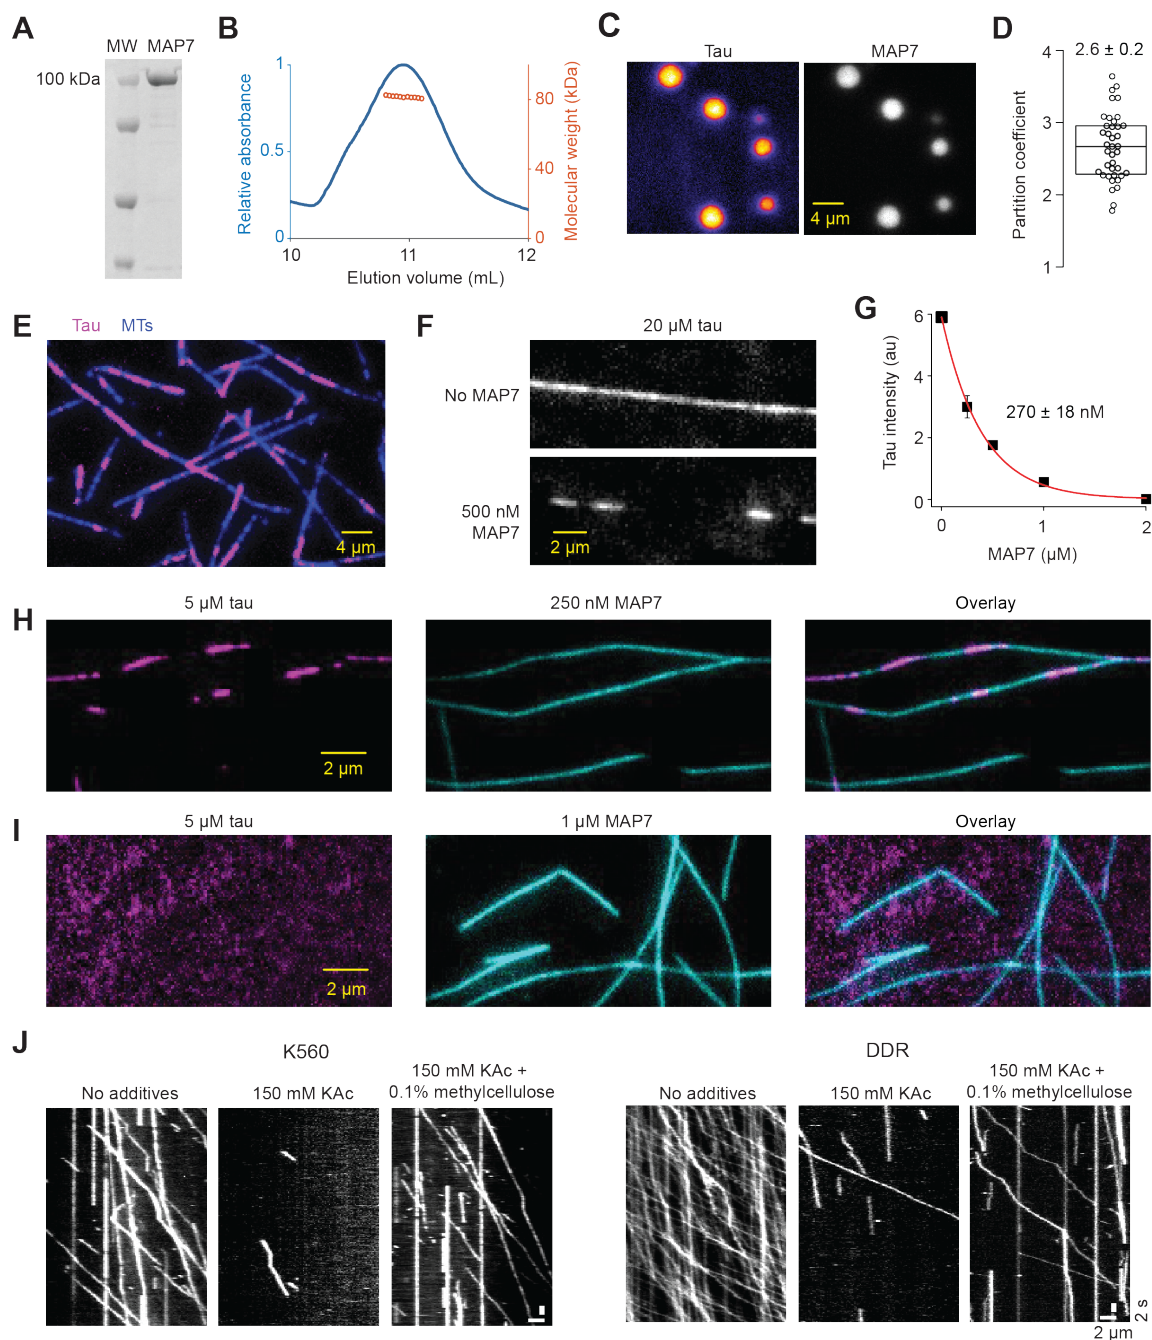 A
MW MAP7
100 kDa
B
1
0.5
0
Relative absorbance
80
40
0
Molecular weight (kDa)
10 11 12
Elution volume (mL)
C
Tau MAP7
4 µm
D
2.6 ± 0.2
4
3
2
1
Partition coefficient
E
Tau MTs
4 µm
F
20 µM tau
No MAP7
500 nM
MAP7
2 µm
G
6
4
2
0
Tau intensity (au)
270 ± 18 nM
0 1 2
MAP7 (µM)
H
5 µM tau 250 nM MAP7 Overlay
2 µm
I
5 µM tau 1 µM MAP7 Overlay
2 µm
J
K560
No additives 150 mM KAc 150 mM KAc +
0.1% methylcellulose
DDR
No additives 150 mM KAc 150 mM KAc +
0.1% methylcellulose
2 s
2 µm